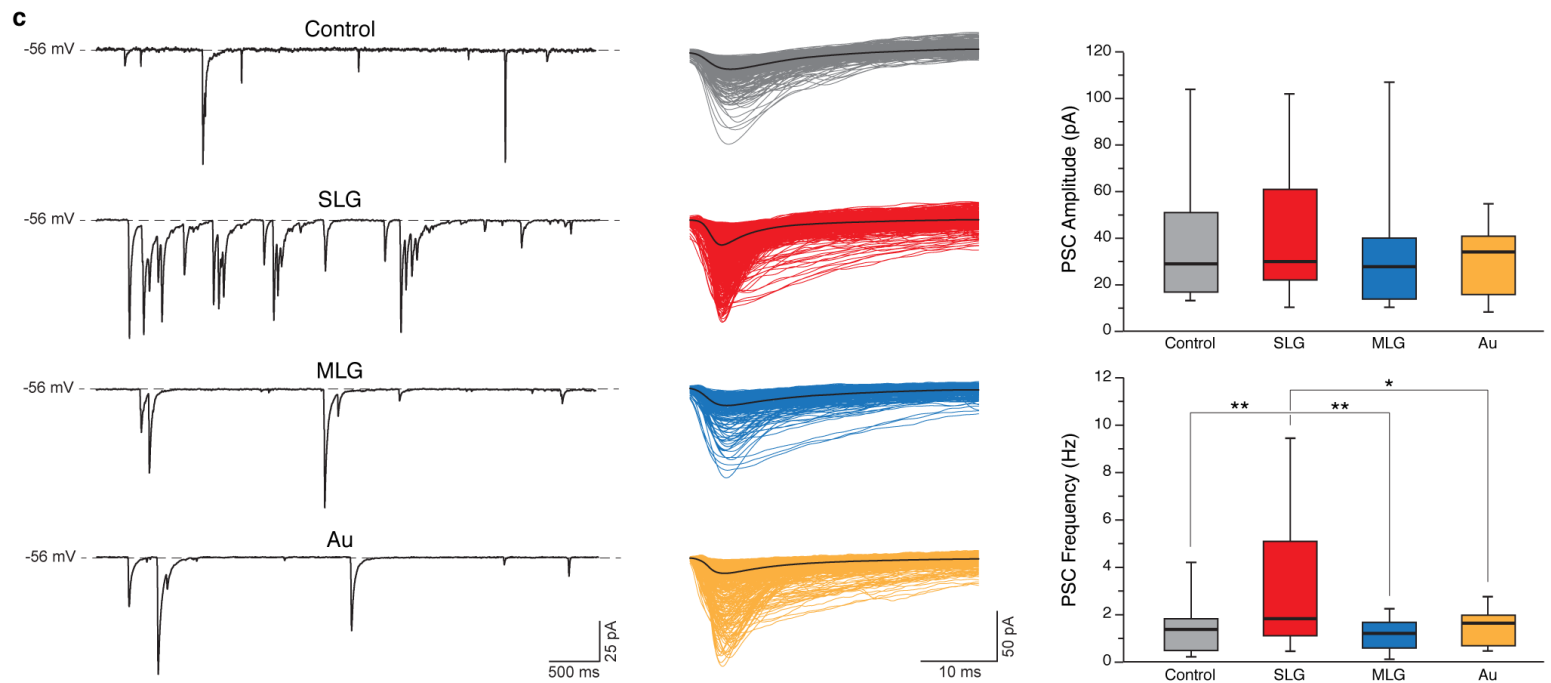 c
Control
-56 mV
SLG
-56 mV
MLG
-56 mV
Au
-56 mV
25 pA
500 ms
50 pA
10 ms
PSC Amplitude (pA)
120
100
80
60
40
20
0
Control SLG MLG Au
PSC Frequency (Hz)
12
10
8
6
4
2
0
*
** **
Control SLG MLG Au